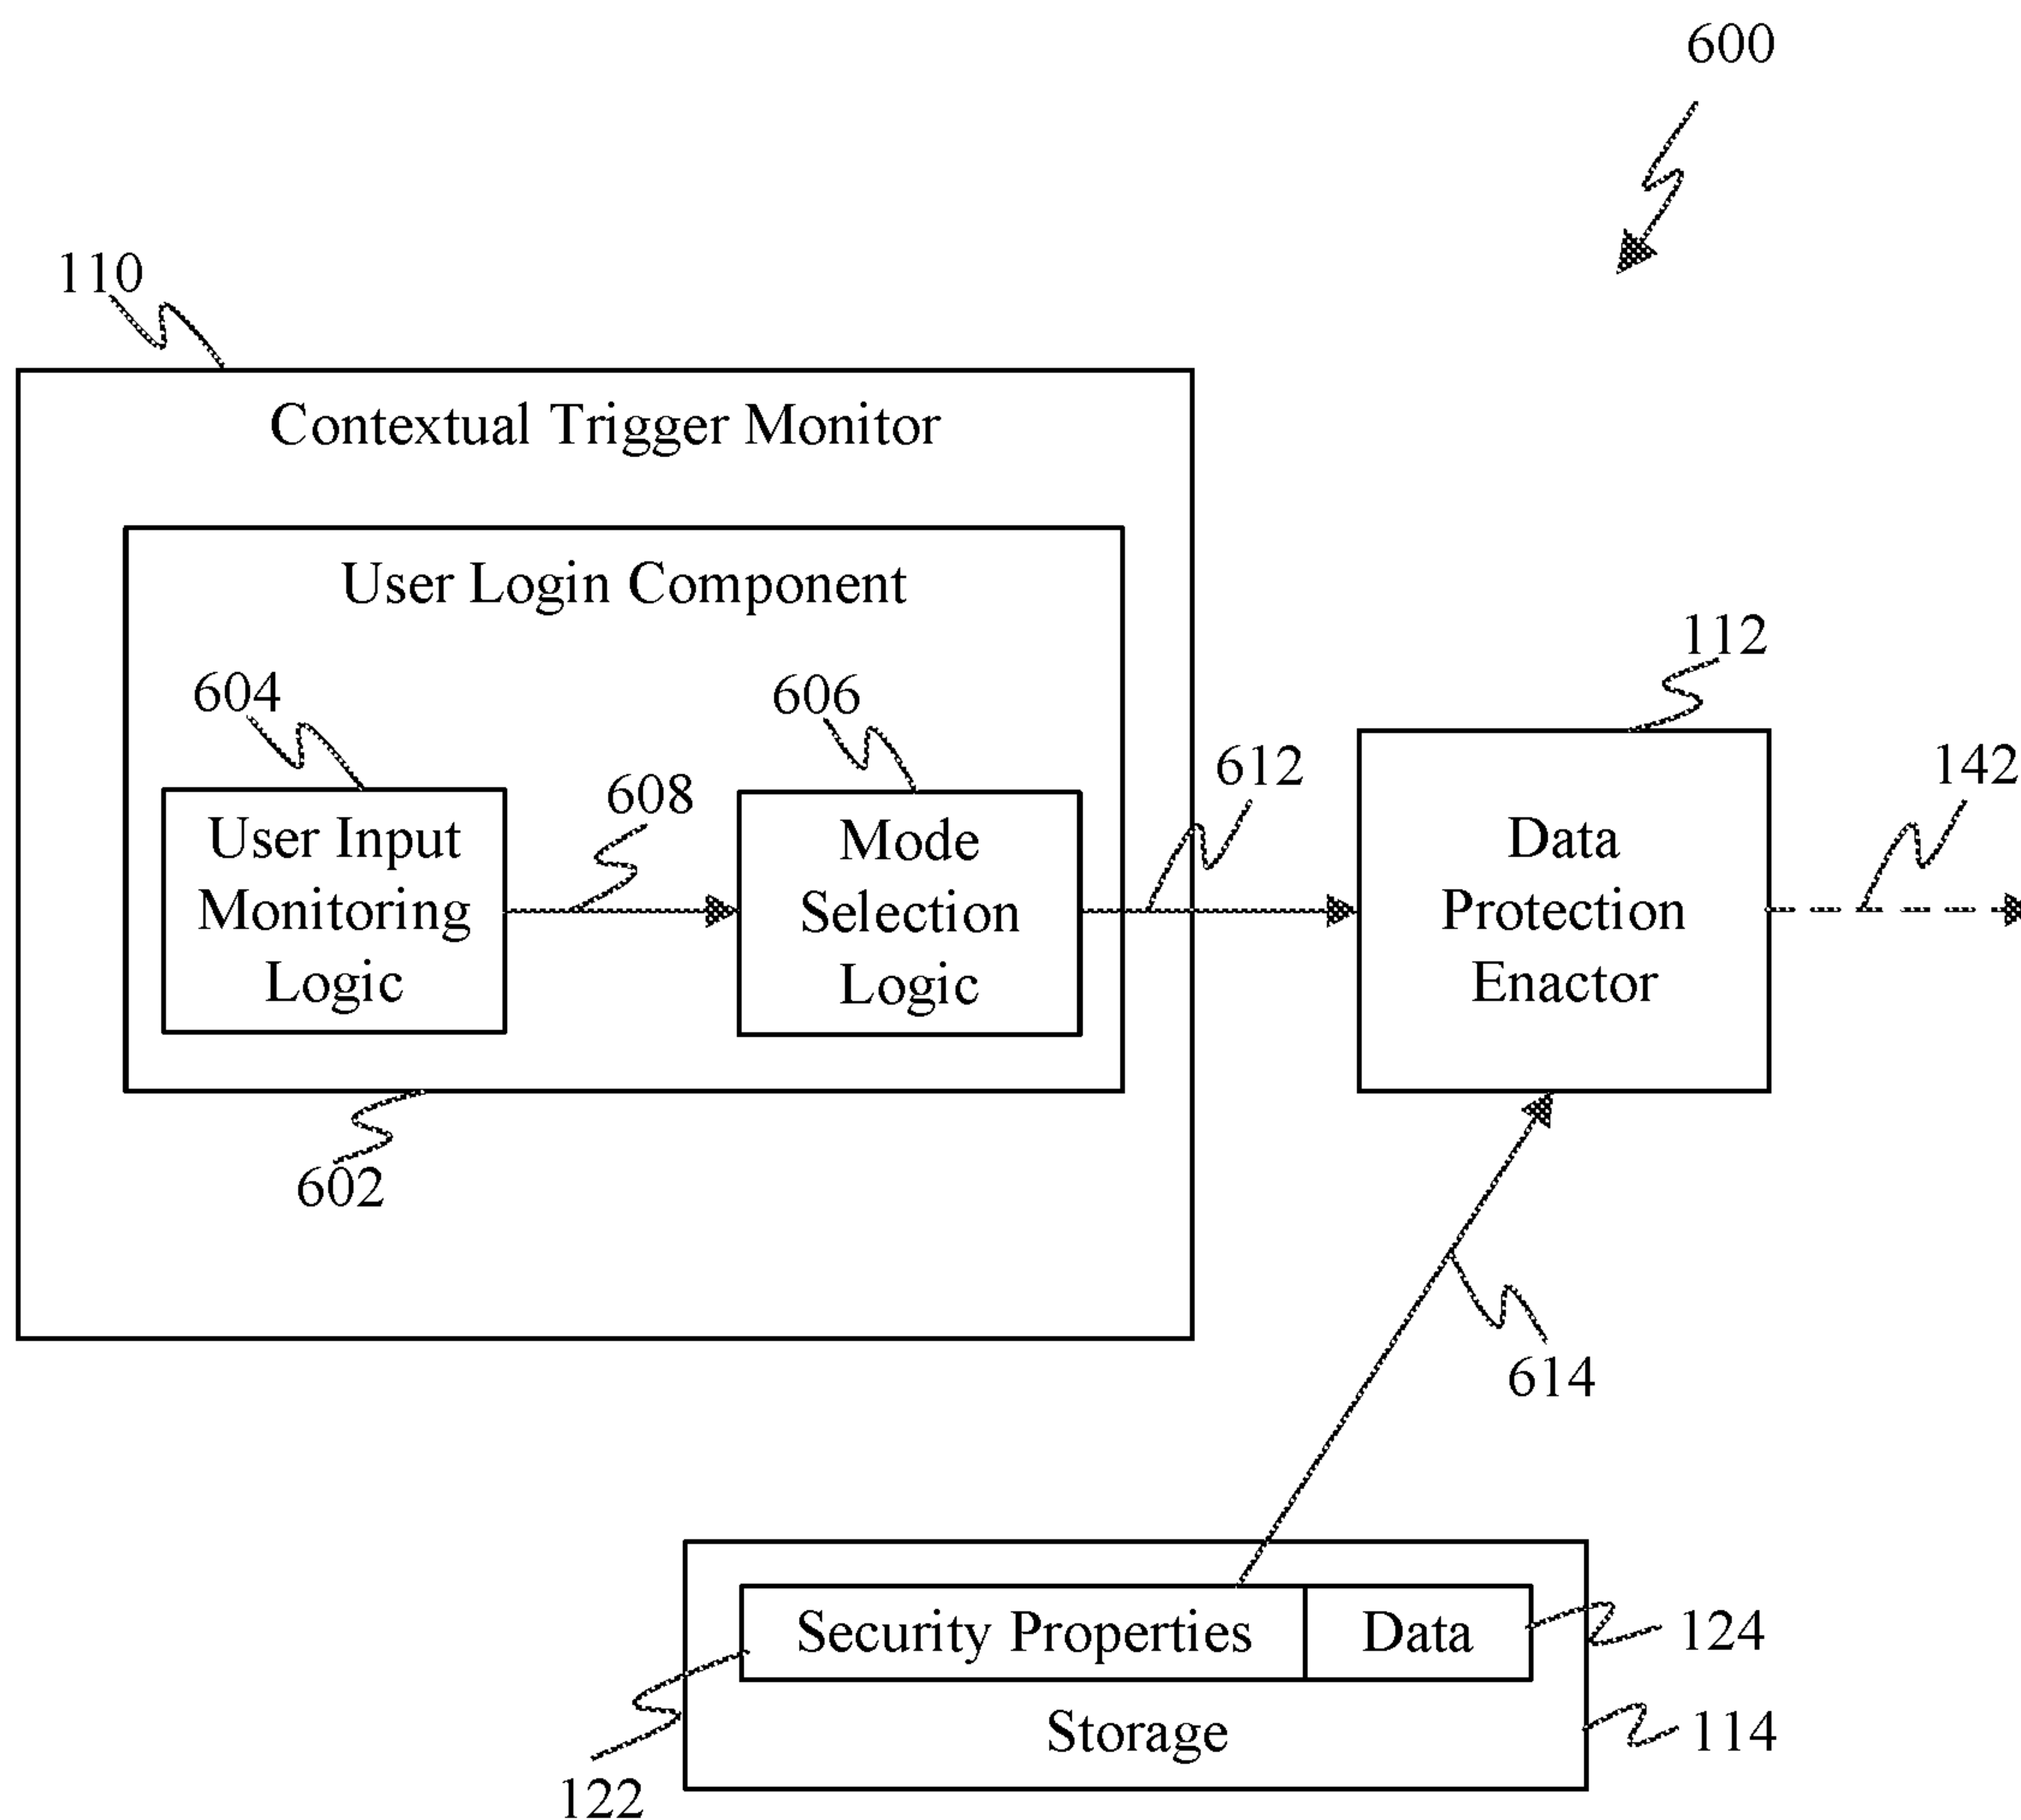 600
110
Contextual Trigger Monitor
User Login Component
604
606
608
612
112
142
User Input
Monitoring
Logic
Mode
Selection
Logic
Data
Protection
Enactor
602
614
Security Properties
Data
124
Storage
114
122